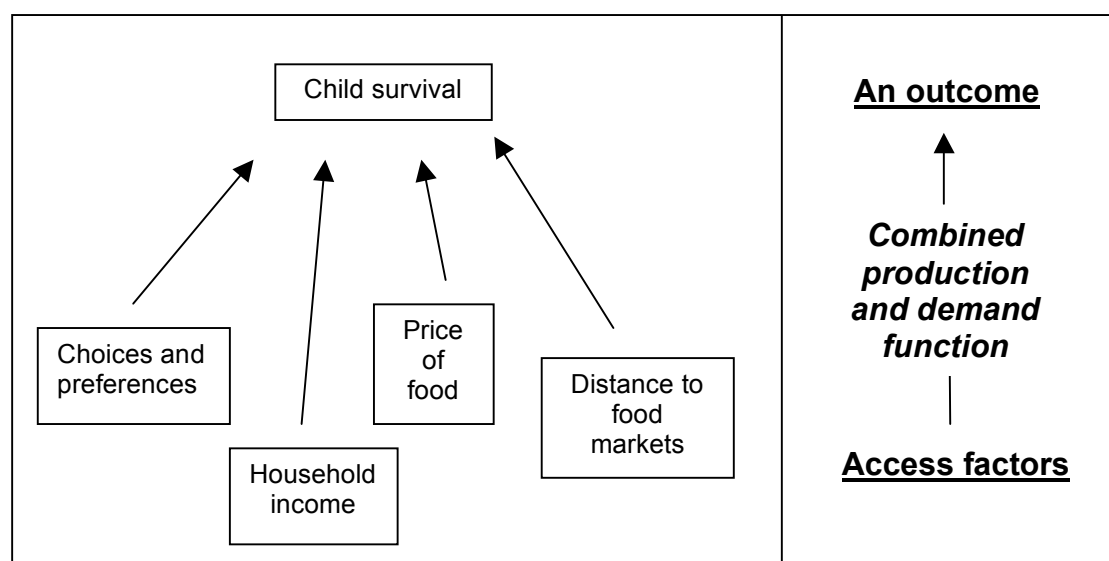 Child survival
Choices and
preferences
Household
income
Price
of
food
Distance to
food
markets
An outcome
Combined
production
and demand
function
Access factors